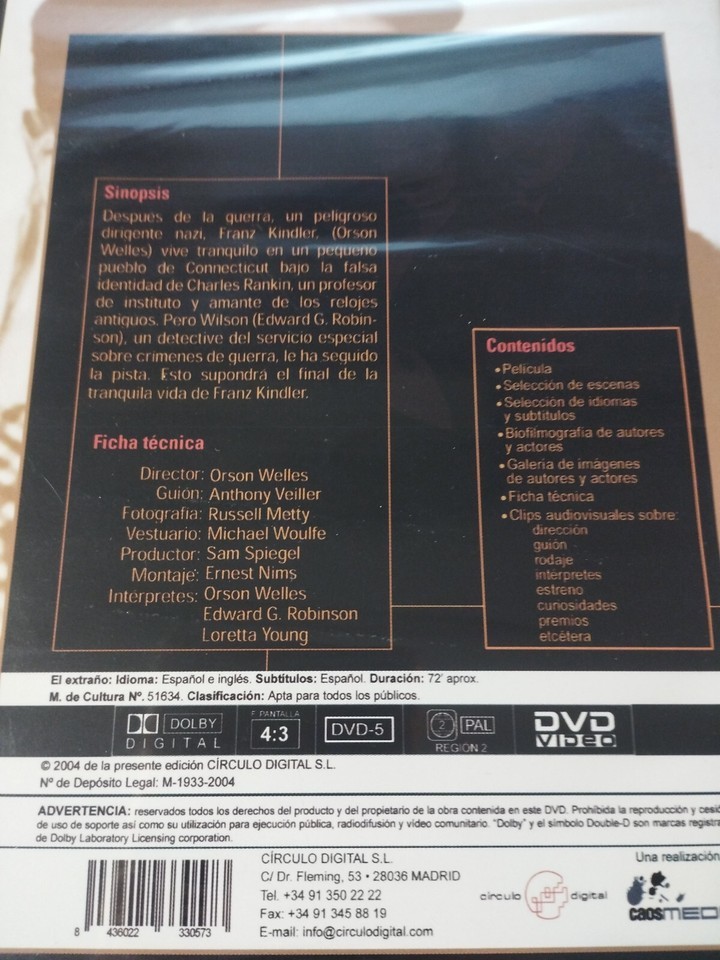 Sinopsis
Después de la guerra, un peligroso
dirigente nazi, Franz Kindler, (Orson
Welles) vive tranquilo en un pequeño
pueblo de Connecticut bajo la falsa
identidad de Charles Rankin, un profesor
de instituto y amante de los relojes
antiguos. Pero Wilson (Edward G. Robin-
son), un detective del servicio especial
sobre crímenes de guerra, le ha seguido
la pista. Esto supondrá el final de la
tranquila vida de Franz Kindler.
Ficha técnica
Director: Orson Welles
Guión: Anthony Veiller
Fotografía: Russell Metty
Vestuario: Michael Woulfe
Productor: Sam Spiegel
Montaje: Ernest Nims
Intérpretes: Orson Welles
Edward G. Robinson
Loretta Young
Contenidos
• Película
• Selección de escenas
• Selección de idiomas
y subtítulos
• Biofilmografía de autores
y actores
• Galería de imágenes
de autores y actores
• Ficha técnica
• Clips audiovisuales sobre:
dirección
guión
rodaje
intérpretes
estreno
curiosidades
premios
etcétera
El extraño: Idioma: Español e inglés. Subtítulos: Español. Duración: 72' aprox.
M. de Cultura Nº. 51634. Clasificación: Apta para todos los públicos.
DOLBY
DIGITAL
F. PANTALLA
4:3
DVD-5
2 PAL
REGION 2
DVD
VIDEO
© 2004 de la presente edición CÍRCULO DIGITAL S.L.
Nº de Depósito Legal: M-1933-2004
ADVERTENCIA: reservados todos los derechos del producto y del propietario de la obra contenida en este DVD. Prohibida la reproducción y cesió
de uso de soporte así como su utilización para ejecución pública, radiodifusión y vídeo comunitario. "Dolby" y el símbolo Double-D son marcas registra
de Dolby Laboratory Licensing corporation.
CÍRCULO DIGITAL S.L.
C/ Dr. Fleming, 53 • 28036 MADRID
Tel. +34 91 350 22 22
Fax: +34 91 345 88 19
E-mail: info@circulodigital.com
círculo digital
Una realización
caosMED
8 436022 330573